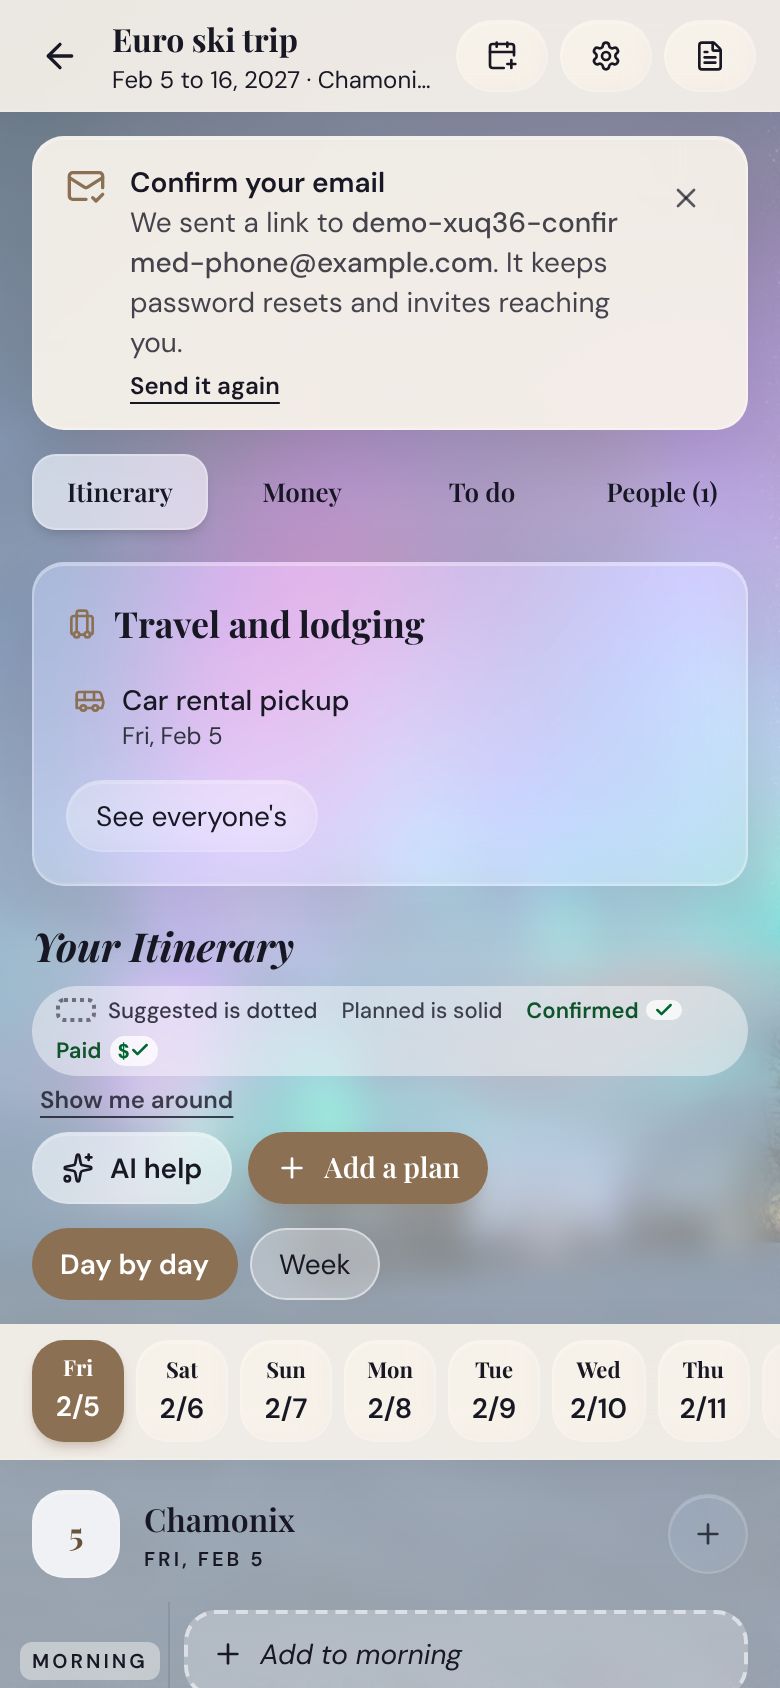 Euro ski trip
Feb 5 to 16, 2027 · Chamoni...
Confirm your email
We sent a link to demo-xuq36-confir
med-phone@example.com. It keeps
password resets and invites reaching
you.
Send it again
Itinerary Money To do People (1)
Travel and lodging
Car rental pickup
Fri, Feb 5
See everyone's
Your Itinerary
Suggested is dotted Planned is solid Confirmed
Paid $
Show me around
AI help Add a plan
Day by day Week
Fri Sat Sun Mon Tue Wed Thu
2/5 2/6 2/7 2/8 2/9 2/10 2/11
5 Chamonix
FRI, FEB 5
MORNING Add to morning